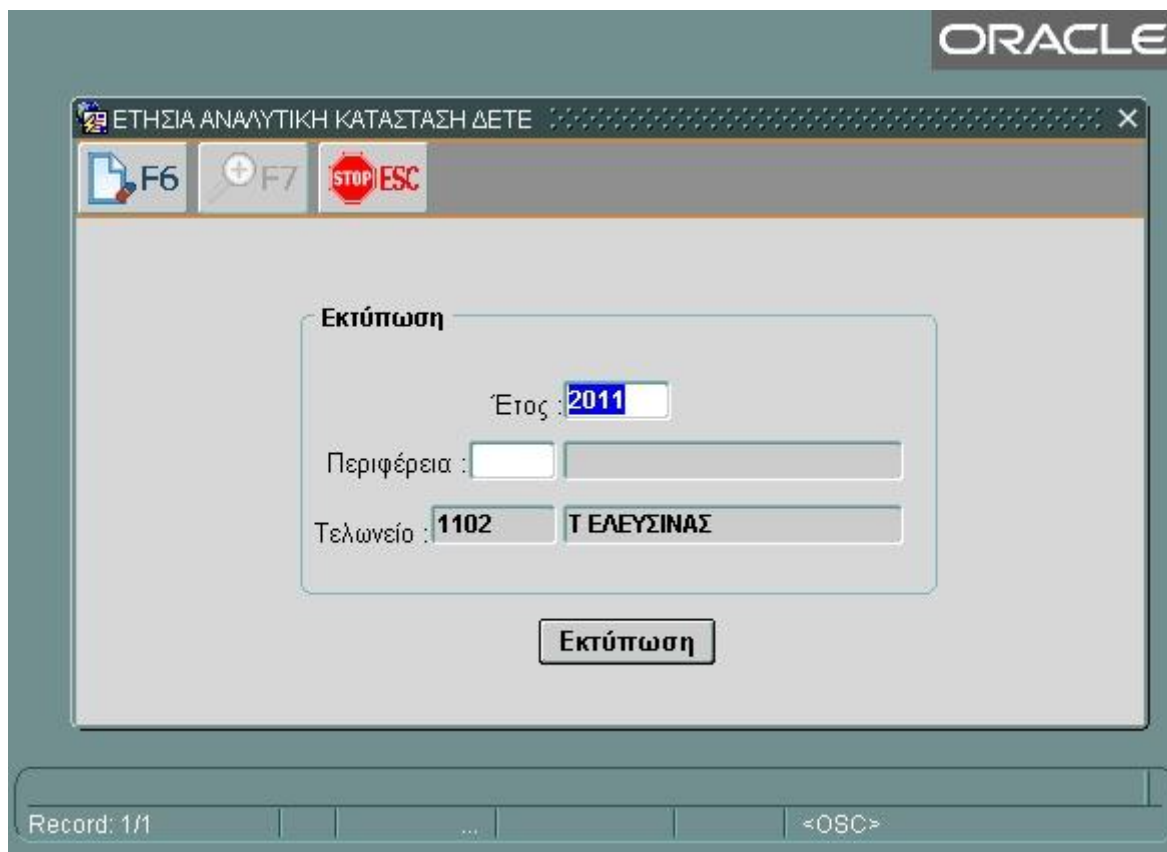 ORACLE
ΕΤΗΣΙΑ ΑΝΑΛΥΤΙΚΗ ΚΑΤΑΣΤΑΣΗ ΔΕΤΕ
F6 F7 STOP ESC
Εκτύπωση
Έτος : 2011
Περιφέρεια :
Τελωνείο : 1102 Τ ΕΛΕΥΣΙΝΑΣ
Εκτύπωση
Record: 1/1 ... <OSC>